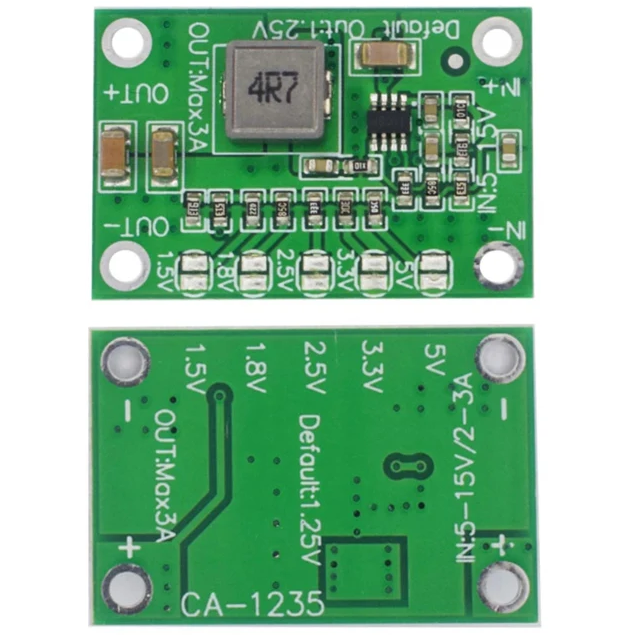 Default Out:1.25V
OUT:Max3A
4R7
OUT+
IN+
IN:5-15V
OUT-
IN-
1.5V
1.8V
2.5V
3.3V
5V
1.5V
1.8V
2.5V
3.3V
5V
-
-
OUT:Max3A
Default:1.25V
IN:5-15V/2-3A
+
+
CA-1235